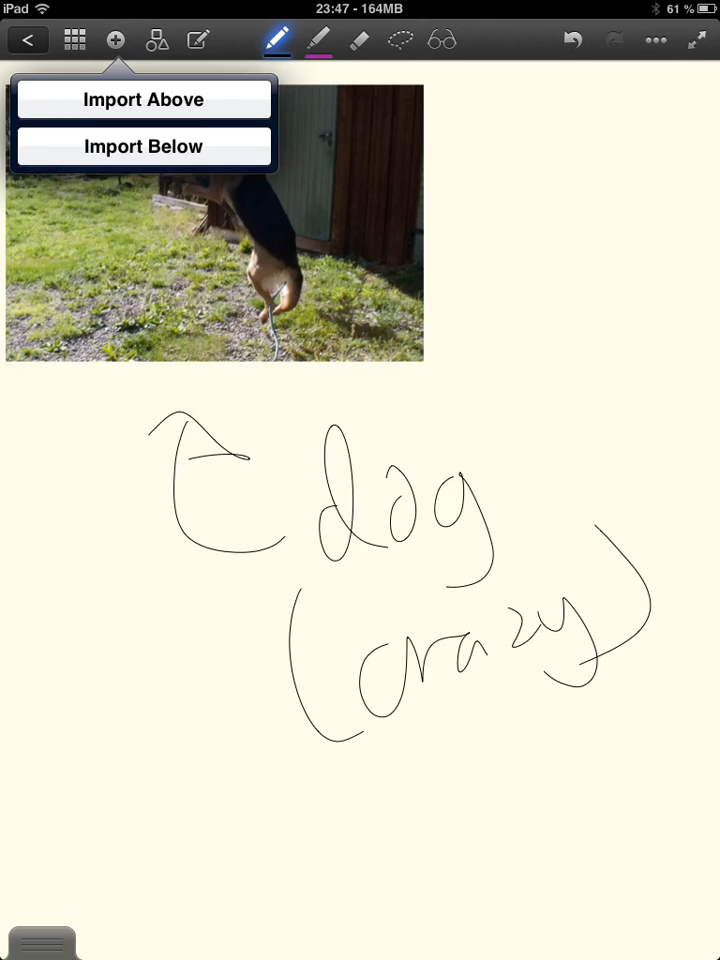 iPad 23:47 - 164MB 61 %
<
Import Above
Import Below
dog
(crazy)